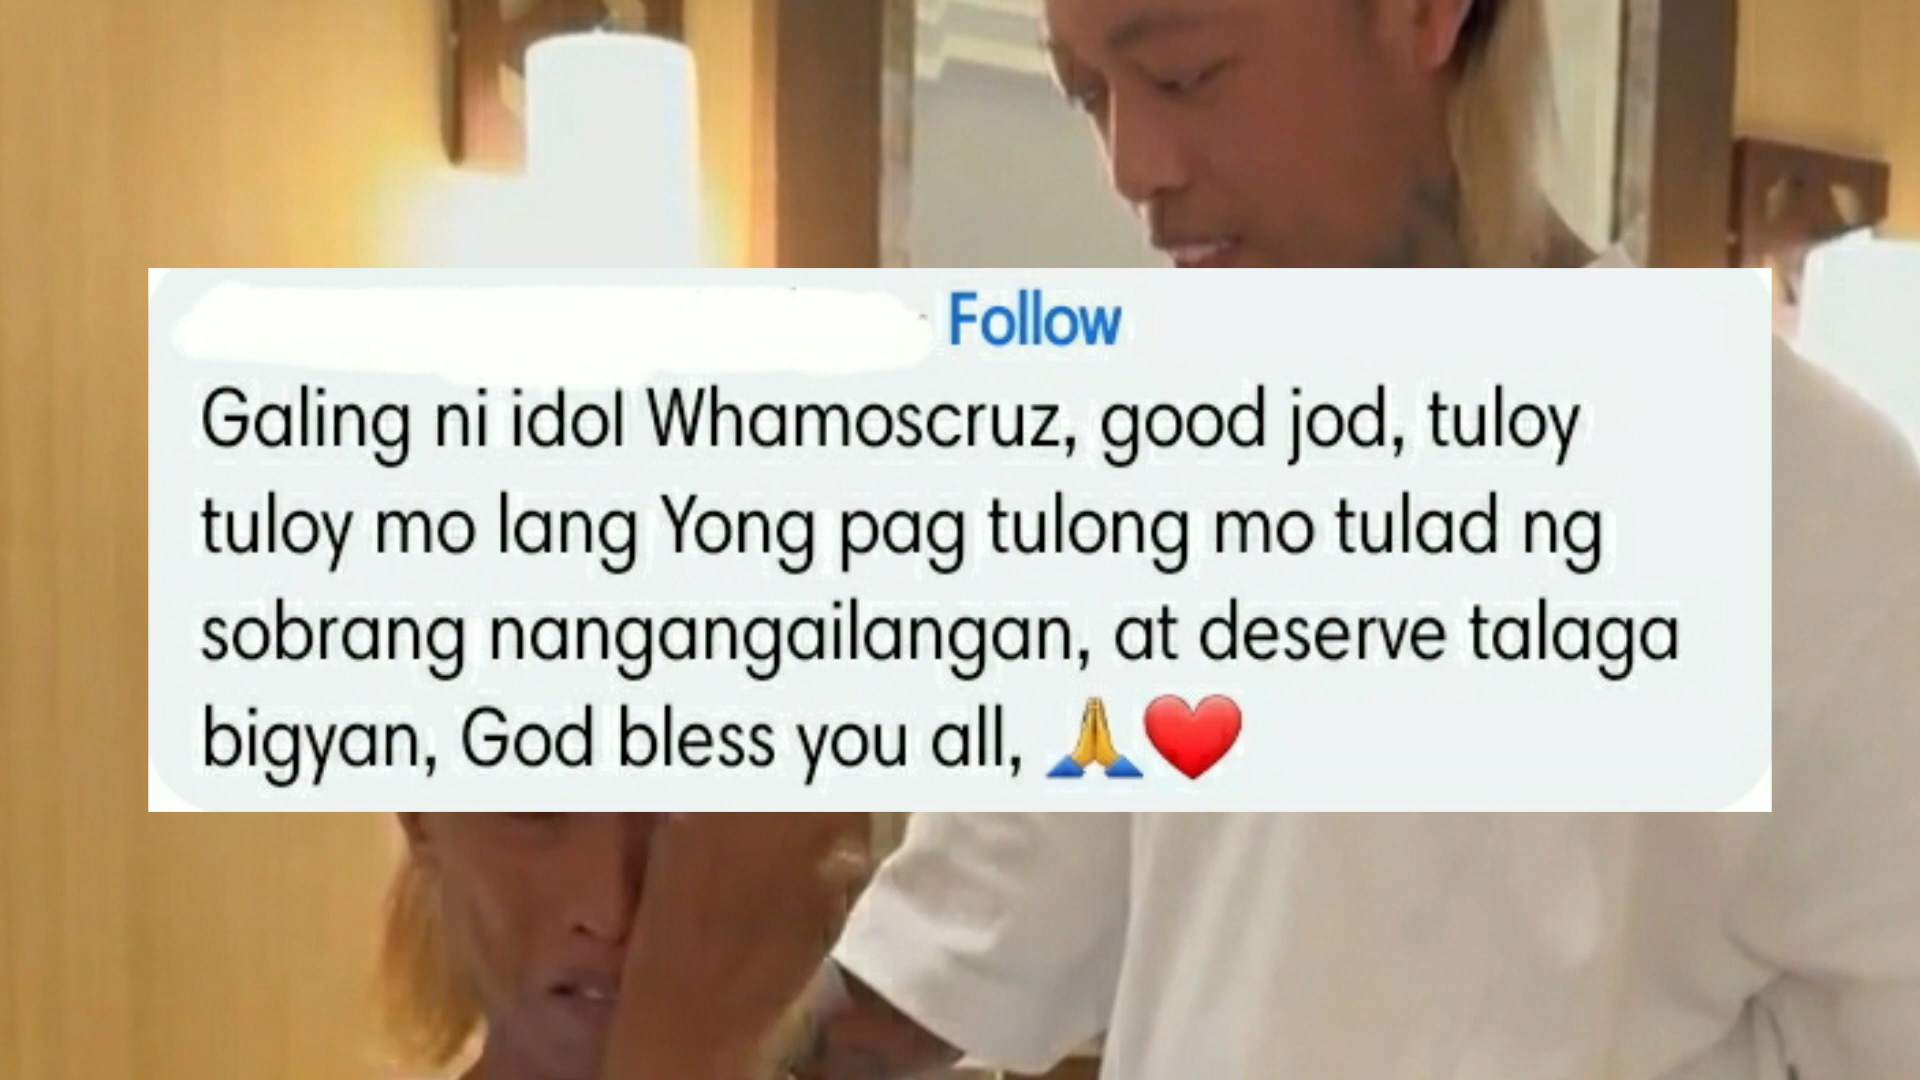 Follow
Galing ni idol Whamoscruz, good jod, tuloy
tuloy mo lang Yong pag tulong mo tulad ng
sobrang nangangailangan, at deserve talaga
bigyan, God bless you all, 🙏❤️